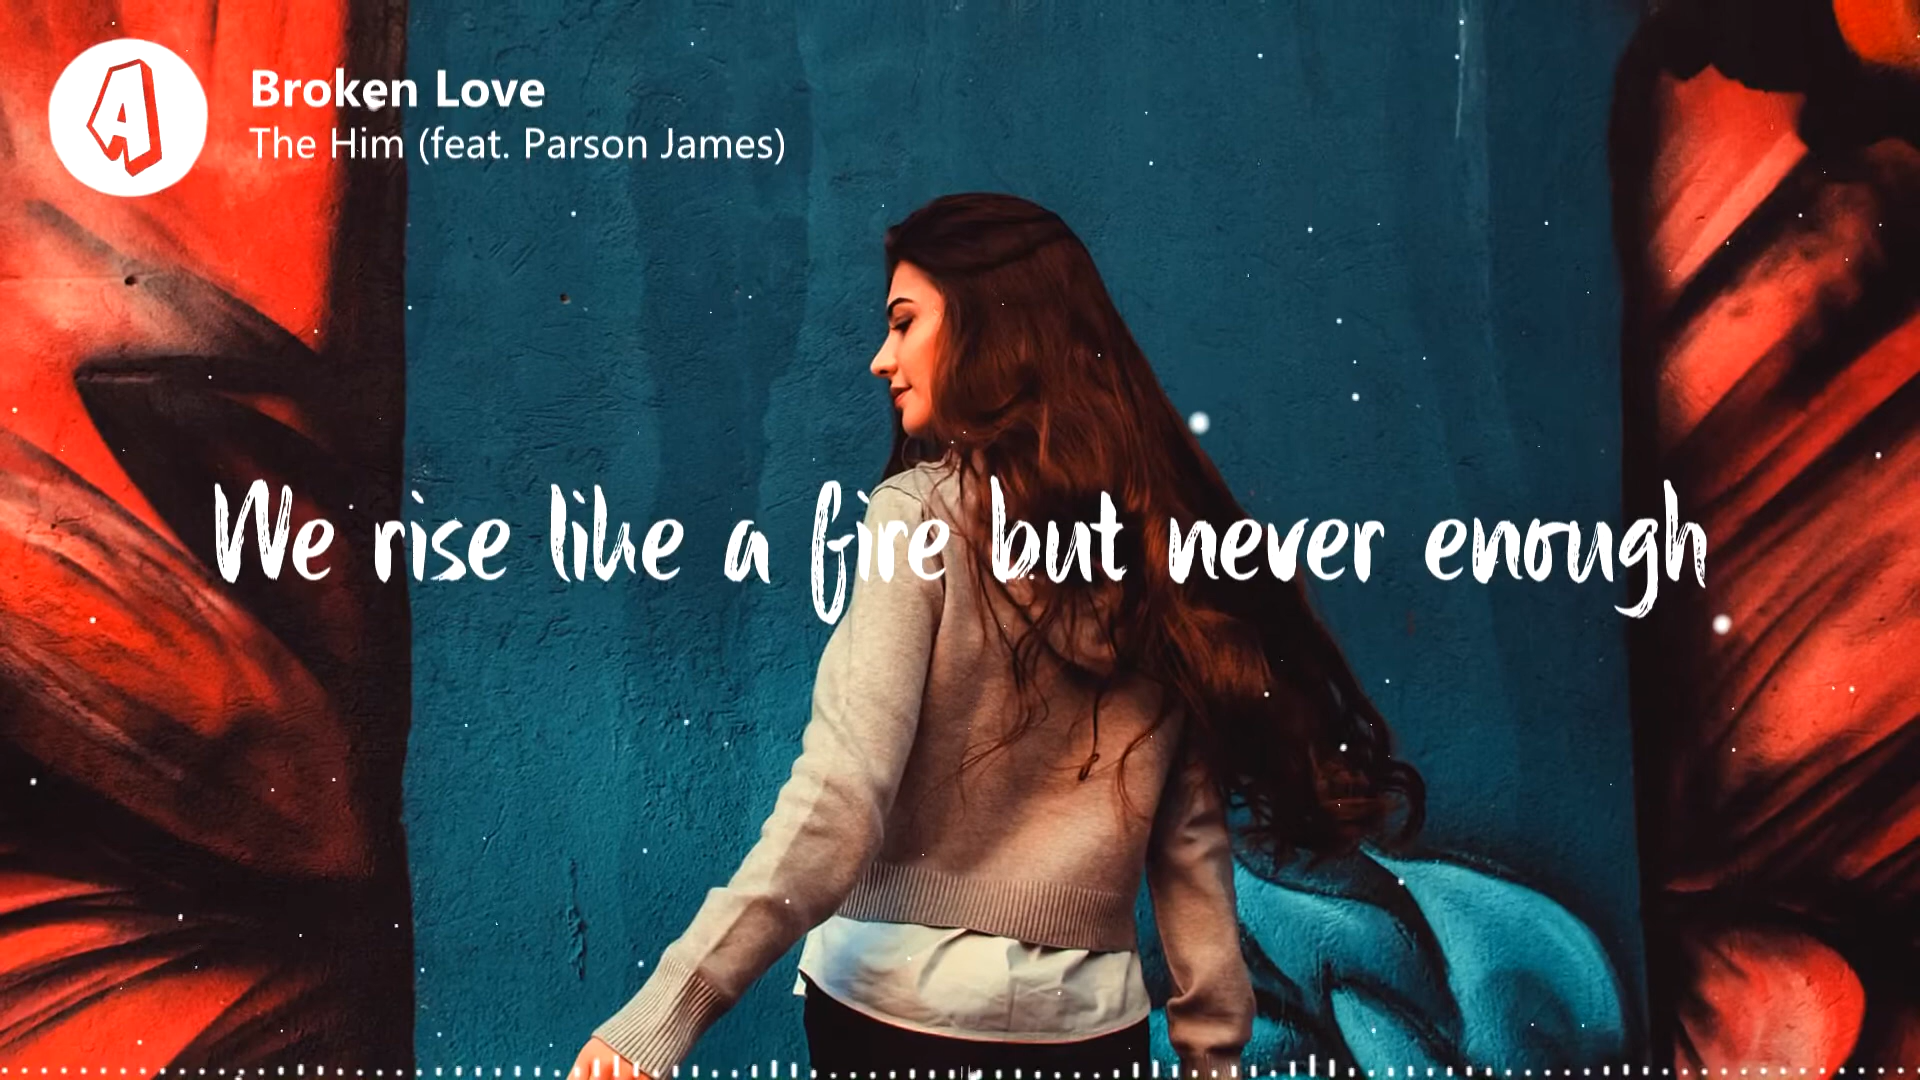 A
Broken Love
The Him (feat. Parson James)
We rise like a fire but never enough